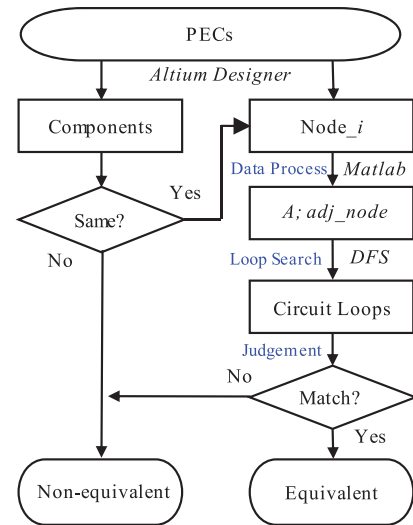 PECs
Altium Designer
Components
Node_i
Data Process
Matlab
Yes
Same?
A; adj_node
No
Loop Search
DFS
Circuit Loops
Judgement
No
Match?
Yes
Non-equivalent
Equivalent